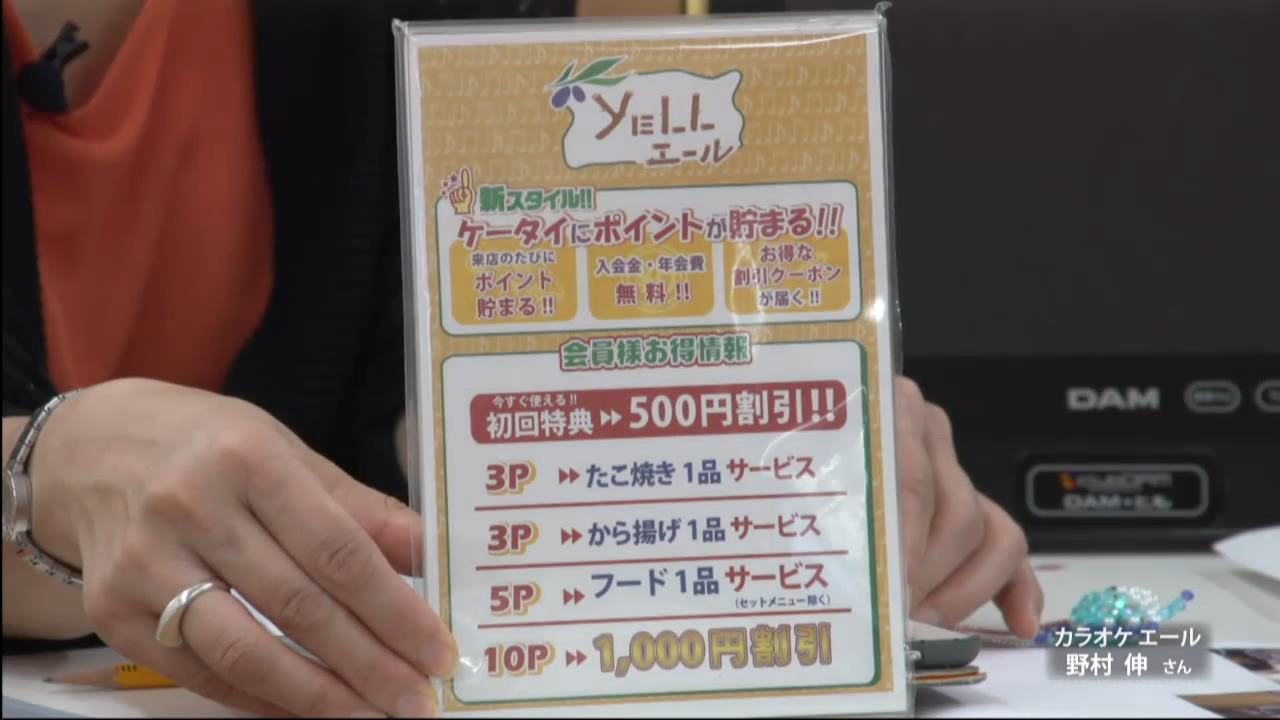 YELL
エール
新スタイル!!
ケータイにポイントが貯まる!!
来店のたびに
ポイント
貯まる!!
入会金・年会費
無料!!
お得な
割引クーポン
が届く!!
会員様お得情報
今すぐ使える!!
初回特典 500円割引!!
3P たこ焼き1品サービス
3P から揚げ1品サービス
5P フード1品サービス
(セットメニュー除く)
10P 1,000円割引
DAM
カラオケ エール
野村 伸 さん